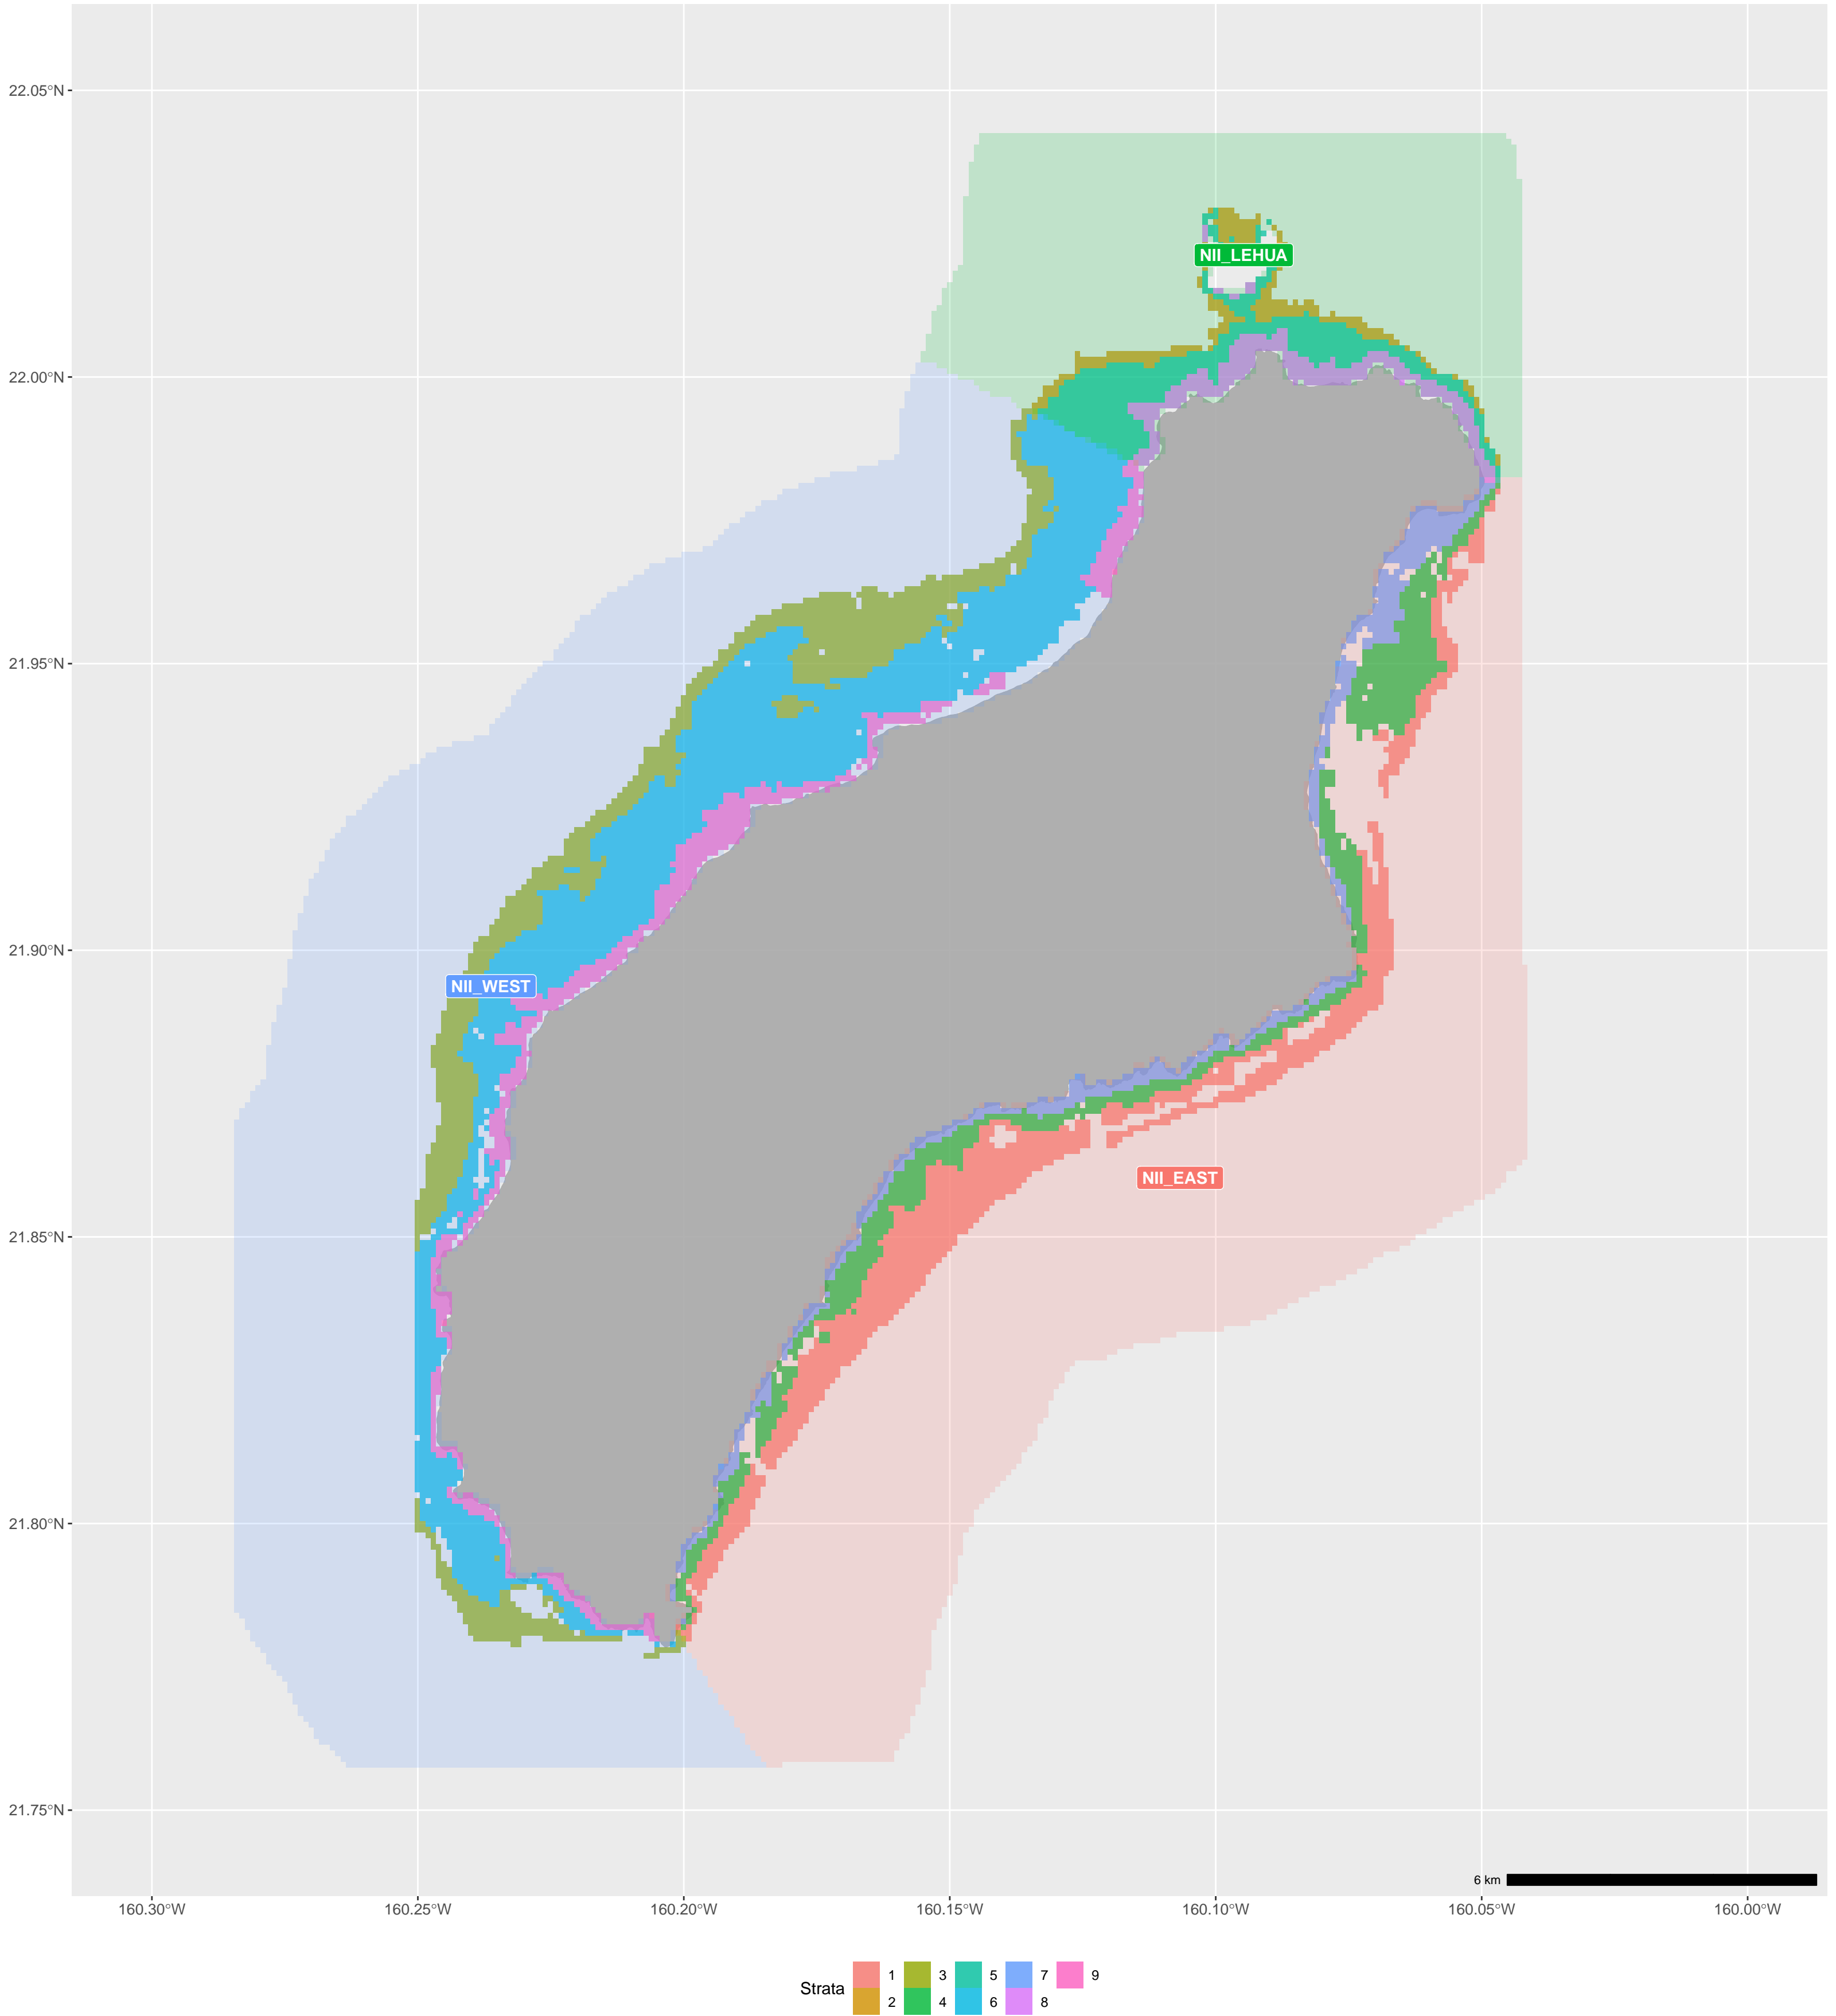 22.05°N
22.00°N
21.95°N
21.90°N
21.85°N
21.80°N
21.75°N
NII_LEHUA
NII_WEST
NII_EAST
6 km
160.30°W 160.25°W 160.20°W 160.15°W 160.10°W 160.05°W 160.00°W
Strata 1 3 5 7 9
2 4 6 8